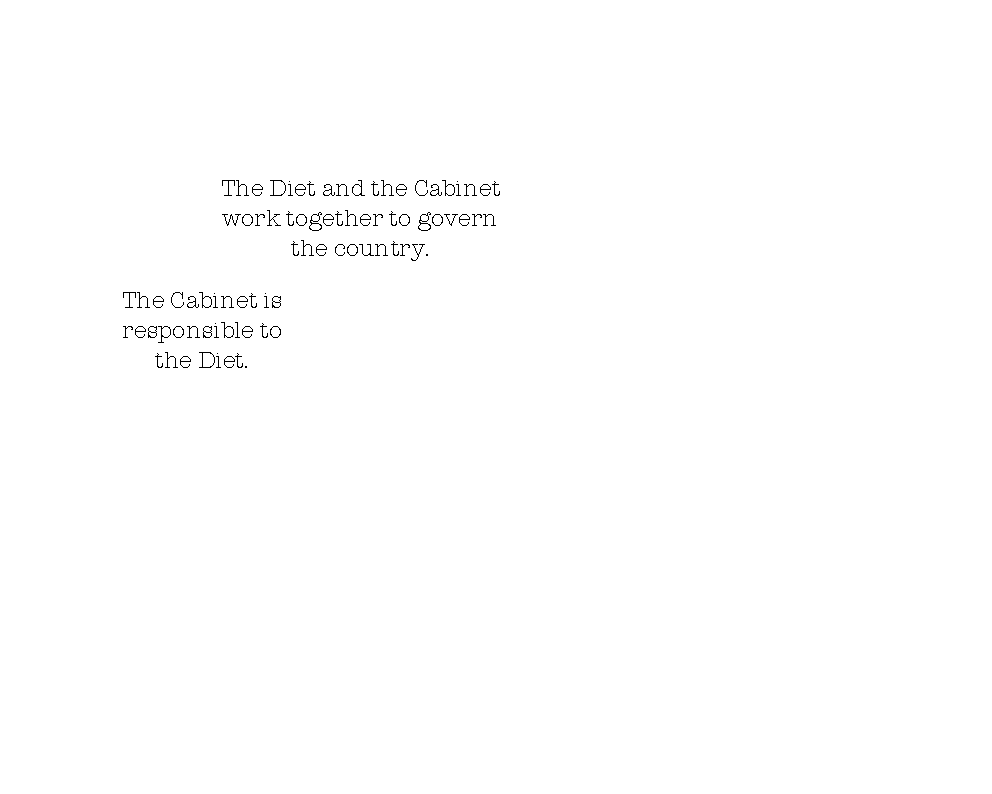 The Diet and the Cabinet
work together to govern
the country.
The Cabinet is
responsible to
the Diet.